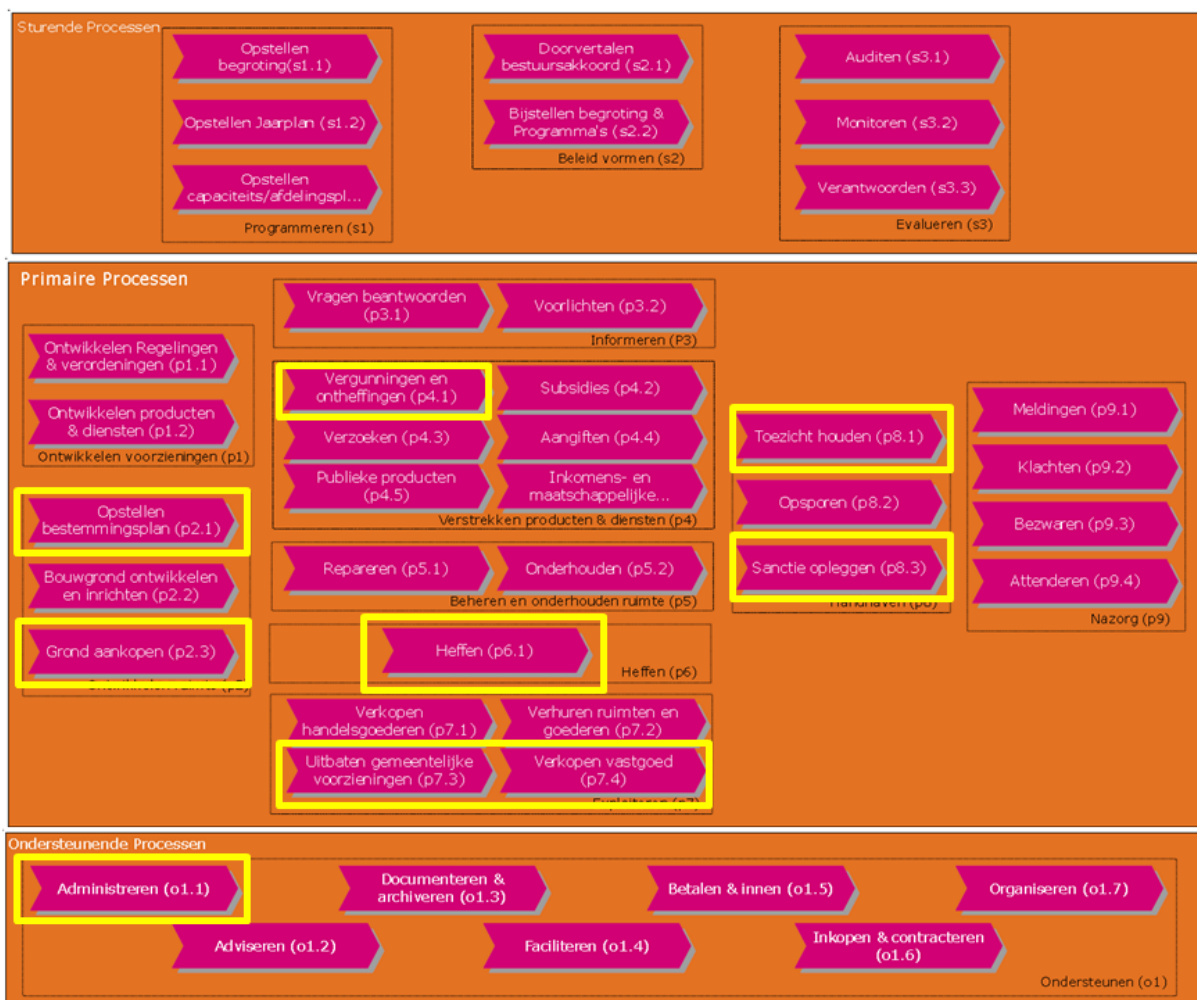 Sturende Processen
Opstellen
begroting(s1.1)
Opstellen Jaarplan (s1.2)
Opstellen
capaciteits/afdelingspl...
Programmeren (s1)
Doorvertalen
bestuursakkoord (s2.1)
Bijstellen begroting &
Programma's (s2.2)
Beleid vormen (s2)
Auditen (s3.1)
Monitoren (s3.2)
Verantwoorden (s3.3)
Evalueren (s3)
Primaire Processen
Ontwikkelen Regelingen
& verordeningen (p1.1)
Ontwikkelen producten
& diensten (p1.2)
Ontwikkelen voorzieningen (p1)
Opstellen
bestemmingsplan (p2.1)
Bouwgrond ontwikkelen
en inrichten (p2.2)
Grond aankopen (p2.3)
Ontwikkelen ruimte (p2)
Vragen beantwoorden
(p3.1)
Voorlichten (p3.2)
Informeren (P3)
Vergunningen en
ontheffingen (p4.1)
Subsidies (p4.2)
Verzoeken (p4.3)
Aangiften (p4.4)
Publieke producten
(p4.5)
Inkomens- en
maatschappelijke...
Verstrekken producten & diensten (p4)
Repareren (p5.1)
Onderhouden (p5.2)
Beheren en onderhouden ruimte (p5)
Heffen (p6.1)
Heffen (p6)
Verkopen
handelsgoederen (p7.1)
Verhuren ruimten en
goederen (p7.2)
Uitbaten gemeentelijke
voorzieningen (p7.3)
Verkopen vastgoed
(p7.4)
Exploiteren (p7)
Toezicht houden (p8.1)
Opsporen (p8.2)
Sanctie opleggen (p8.3)
Handhaven (p8)
Meldingen (p9.1)
Klachten (p9.2)
Bezwaren (p9.3)
Attenderen (p9.4)
Nazorg (p9)
Ondersteunende Processen
Administreren (o1.1)
Documenteren &
archiveren (o1.3)
Betalen & innen (o1.5)
Organiseren (o1.7)
Adviseren (o1.2)
Faciliteren (o1.4)
Inkopen & contracteren
(o1.6)
Ondersteunen (o1)